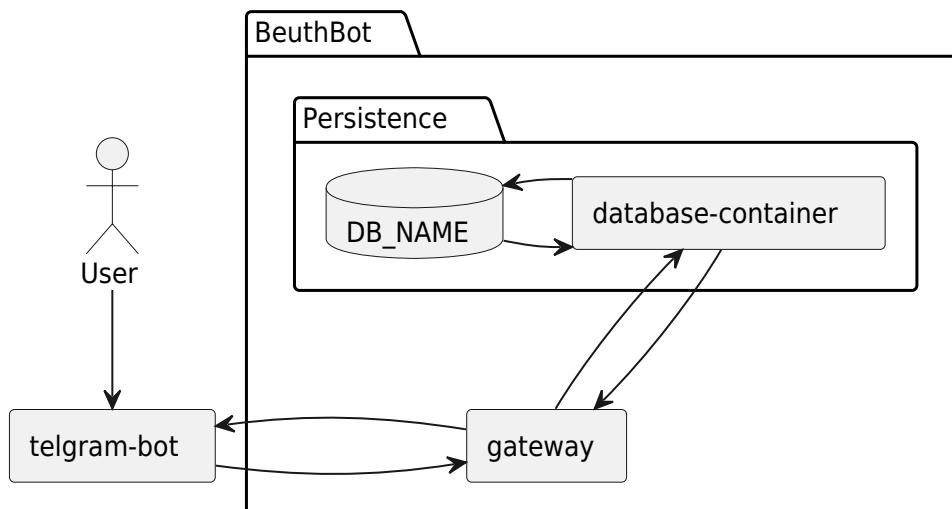 BeuthBot
Persistence
DB_NAME
database-container
User
telgram-bot
gateway